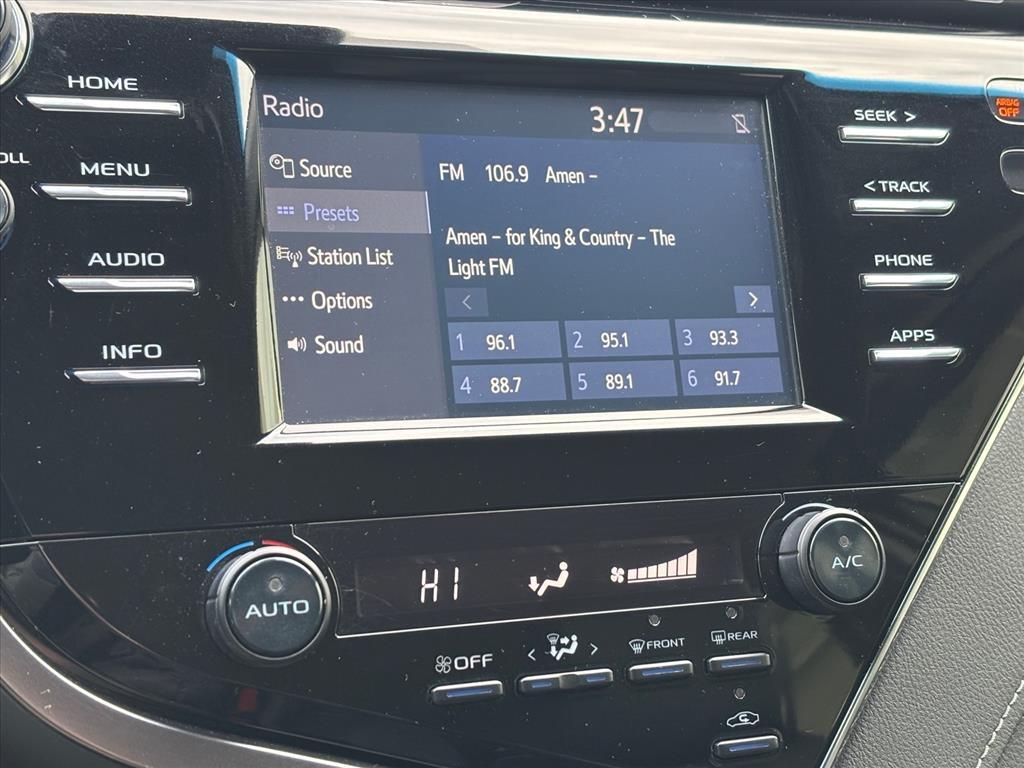 HOME
Radio
3:47
SEEK >
AIRBAG
OFF
OLL
MENU
Source
FM 106.9 Amen –
< TRACK
Presets
AUDIO
Station List
Amen – for King & Country – The
Light FM
PHONE
Options
< >
INFO
Sound
1 96.1 2 95.1 3 93.3
4 88.7 5 89.1 6 91.7
APPS
AUTO
HI
A/C
OFF
< >
FRONT
REAR